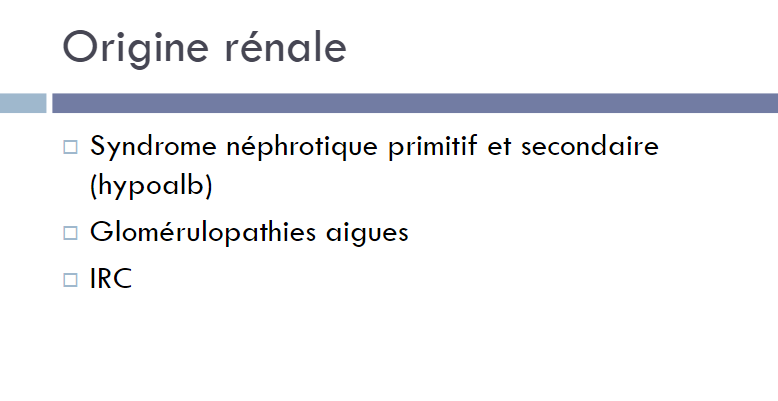 Origine rénale
Syndrome néphrotique primitif et secondaire
(hypoalb)
Glomérulopathies aigues
IRC